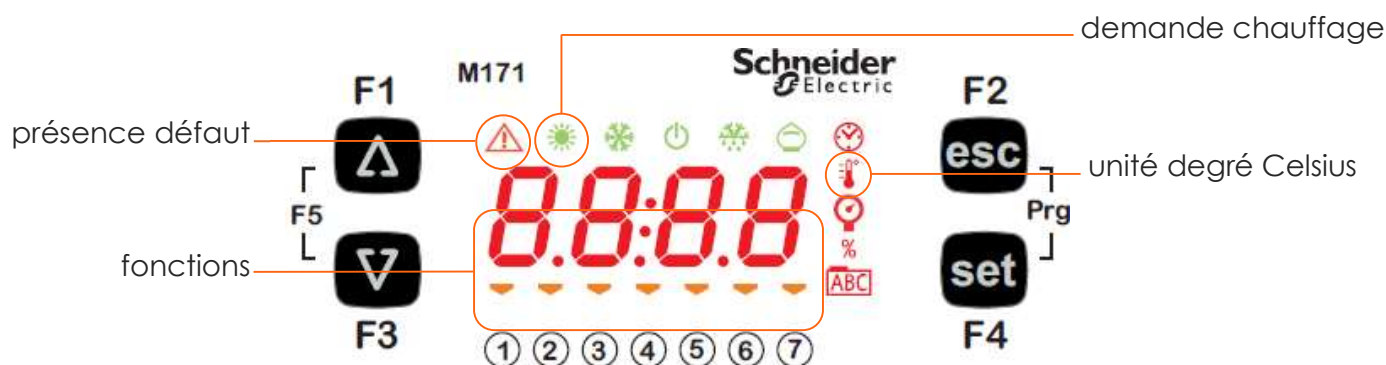 demande chauffage
M171
Schneider
Electric
F1
F2
présence défaut
esc
unité degré Celsius
F5
8.8:8.8
Prg
%
fonctions
set
ABC
F3
1 2 3 4 5 6 7
F4